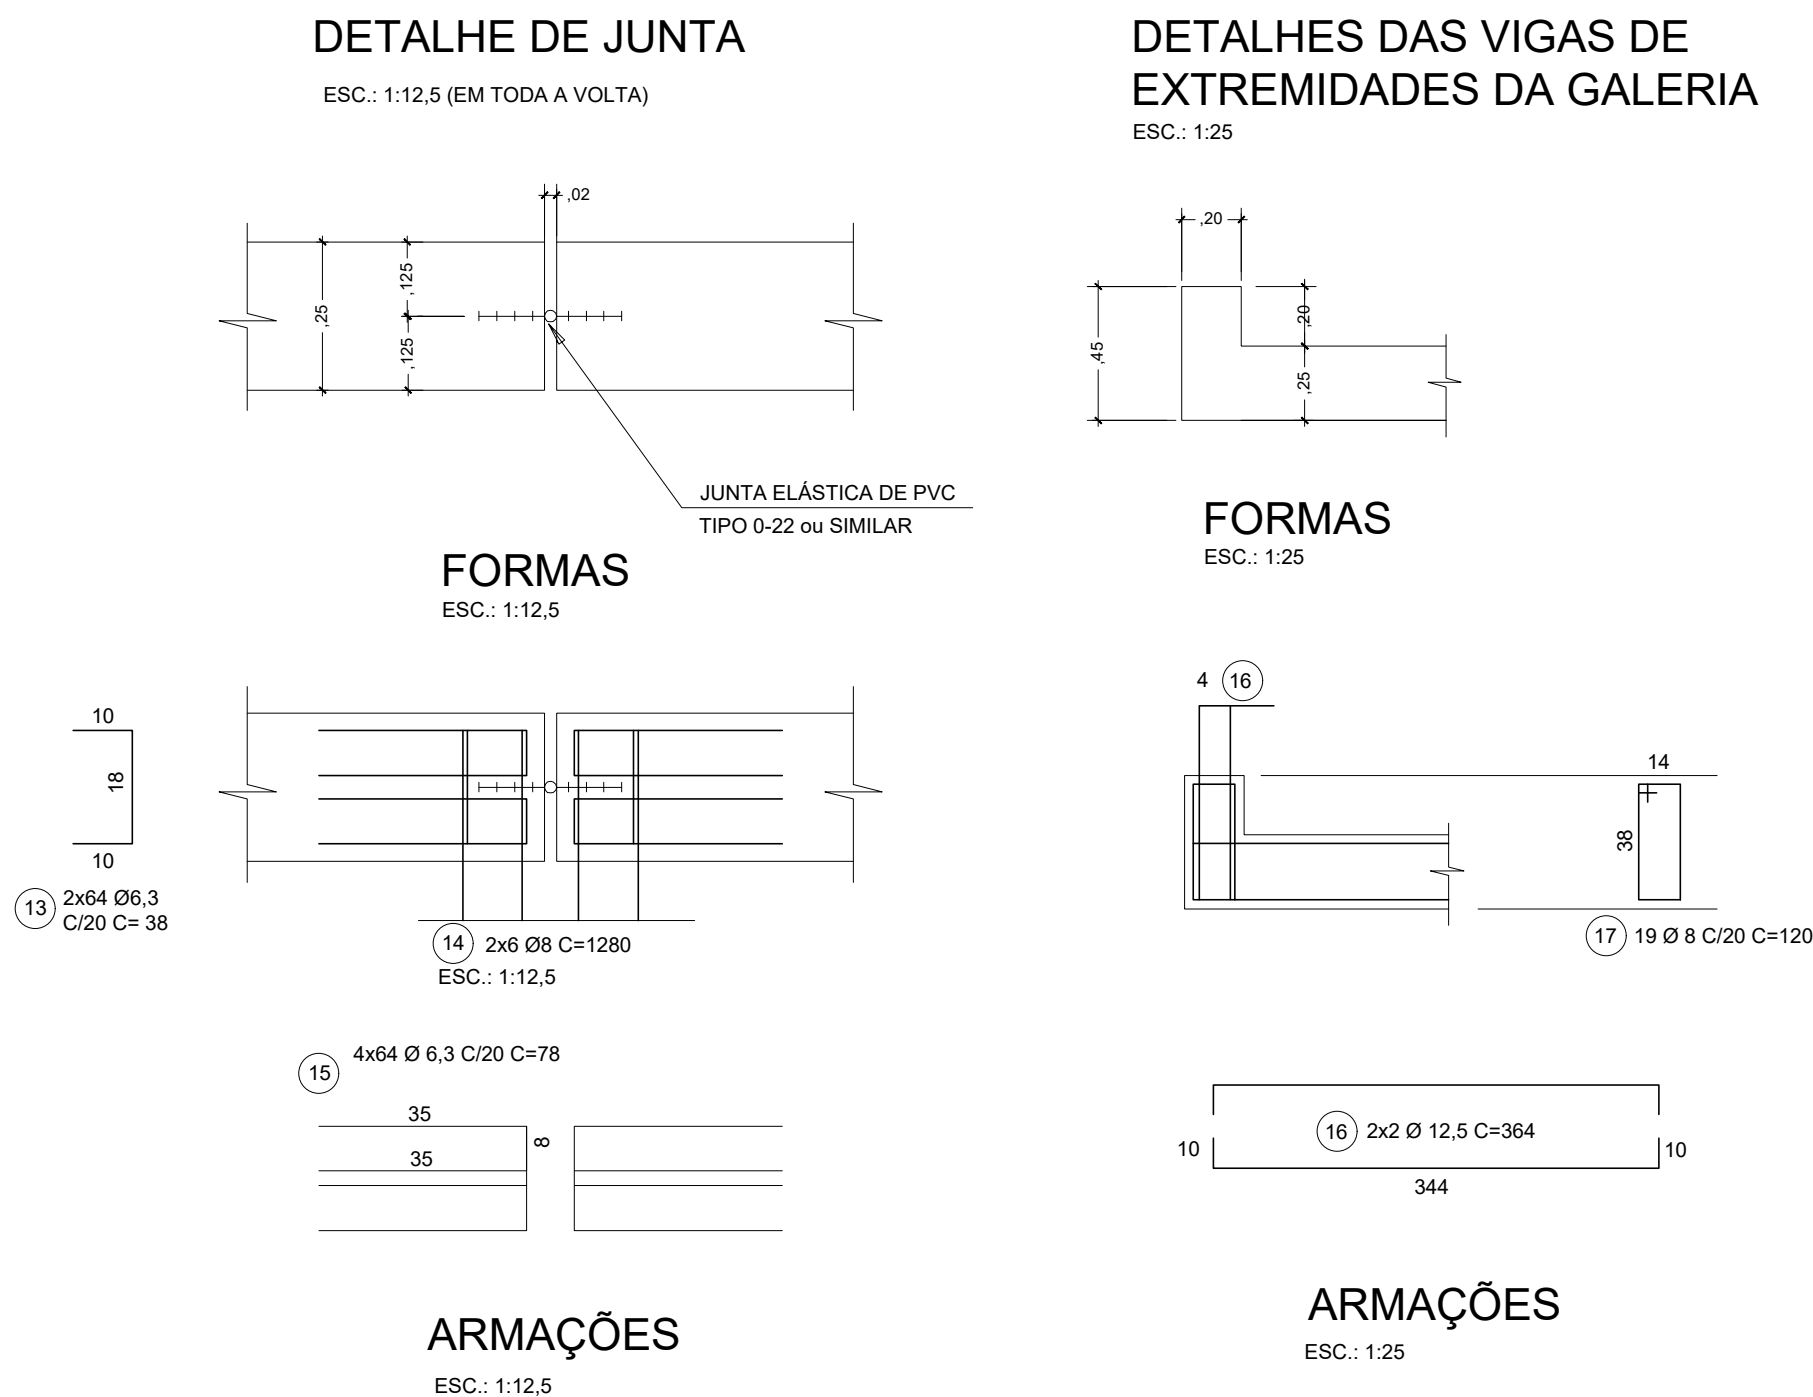 DETALHE DE JUNTA
ESC.: 1:12,5 (EM TODA A VOLTA)
,02
,125
,25
,125
JUNTA ELÁSTICA DE PVC
TIPO 0-22 ou SIMILAR
FORMAS
ESC.: 1:12,5
10
18
10
13 2x64 Ø6,3
C/20 C= 38
14 2x6 Ø8 C=1280
ESC.: 1:12,5
15 4x64 Ø 6,3 C/20 C=78
35
8
35
ARMAÇÕES
ESC.: 1:12,5
DETALHES DAS VIGAS DE
EXTREMIDADES DA GALERIA
ESC.: 1:25
,20
,20
,45
,25
FORMAS
ESC.: 1:25
4 16
14
38
17 19 Ø 8 C/20 C=120
16 2x2 Ø 12,5 C=364
10 10
344
ARMAÇÕES
ESC.: 1:25